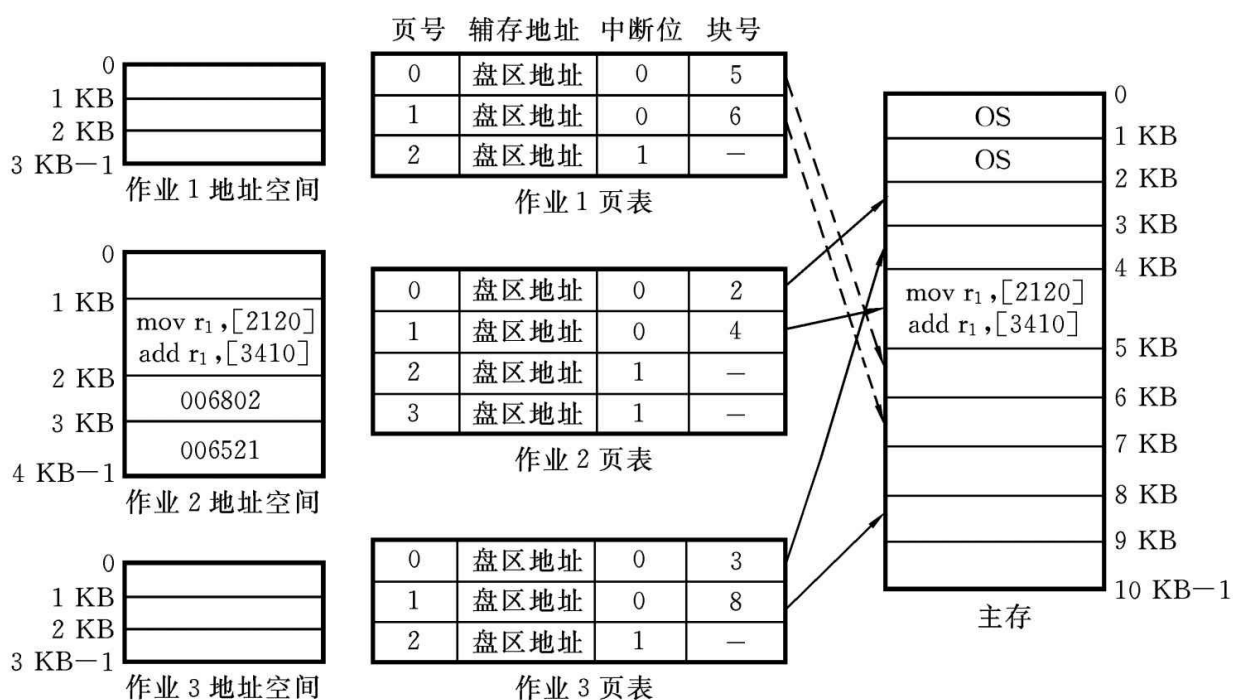 页号 辅存地址 中断位 块号
0
1 KB
2 KB
3 KB−1
作业 1 地址空间
0 盘区地址 0 5
1 盘区地址 0 6
2 盘区地址 1 −
作业 1 页表
0
1 KB
mov r₁,[2120]
add r₁,[3410]
2 KB
006802
3 KB
006521
4 KB−1
作业 2 地址空间
0 盘区地址 0 2
1 盘区地址 0 4
2 盘区地址 1 −
3 盘区地址 1 −
作业 2 页表
0
1 KB
2 KB
3 KB−1
作业 3 地址空间
0 盘区地址 0 3
1 盘区地址 0 8
2 盘区地址 1 −
作业 3 页表
0
OS
1 KB
OS
2 KB
3 KB
4 KB
mov r₁,[2120]
add r₁,[3410]
5 KB
6 KB
7 KB
8 KB
9 KB
10 KB−1
主存